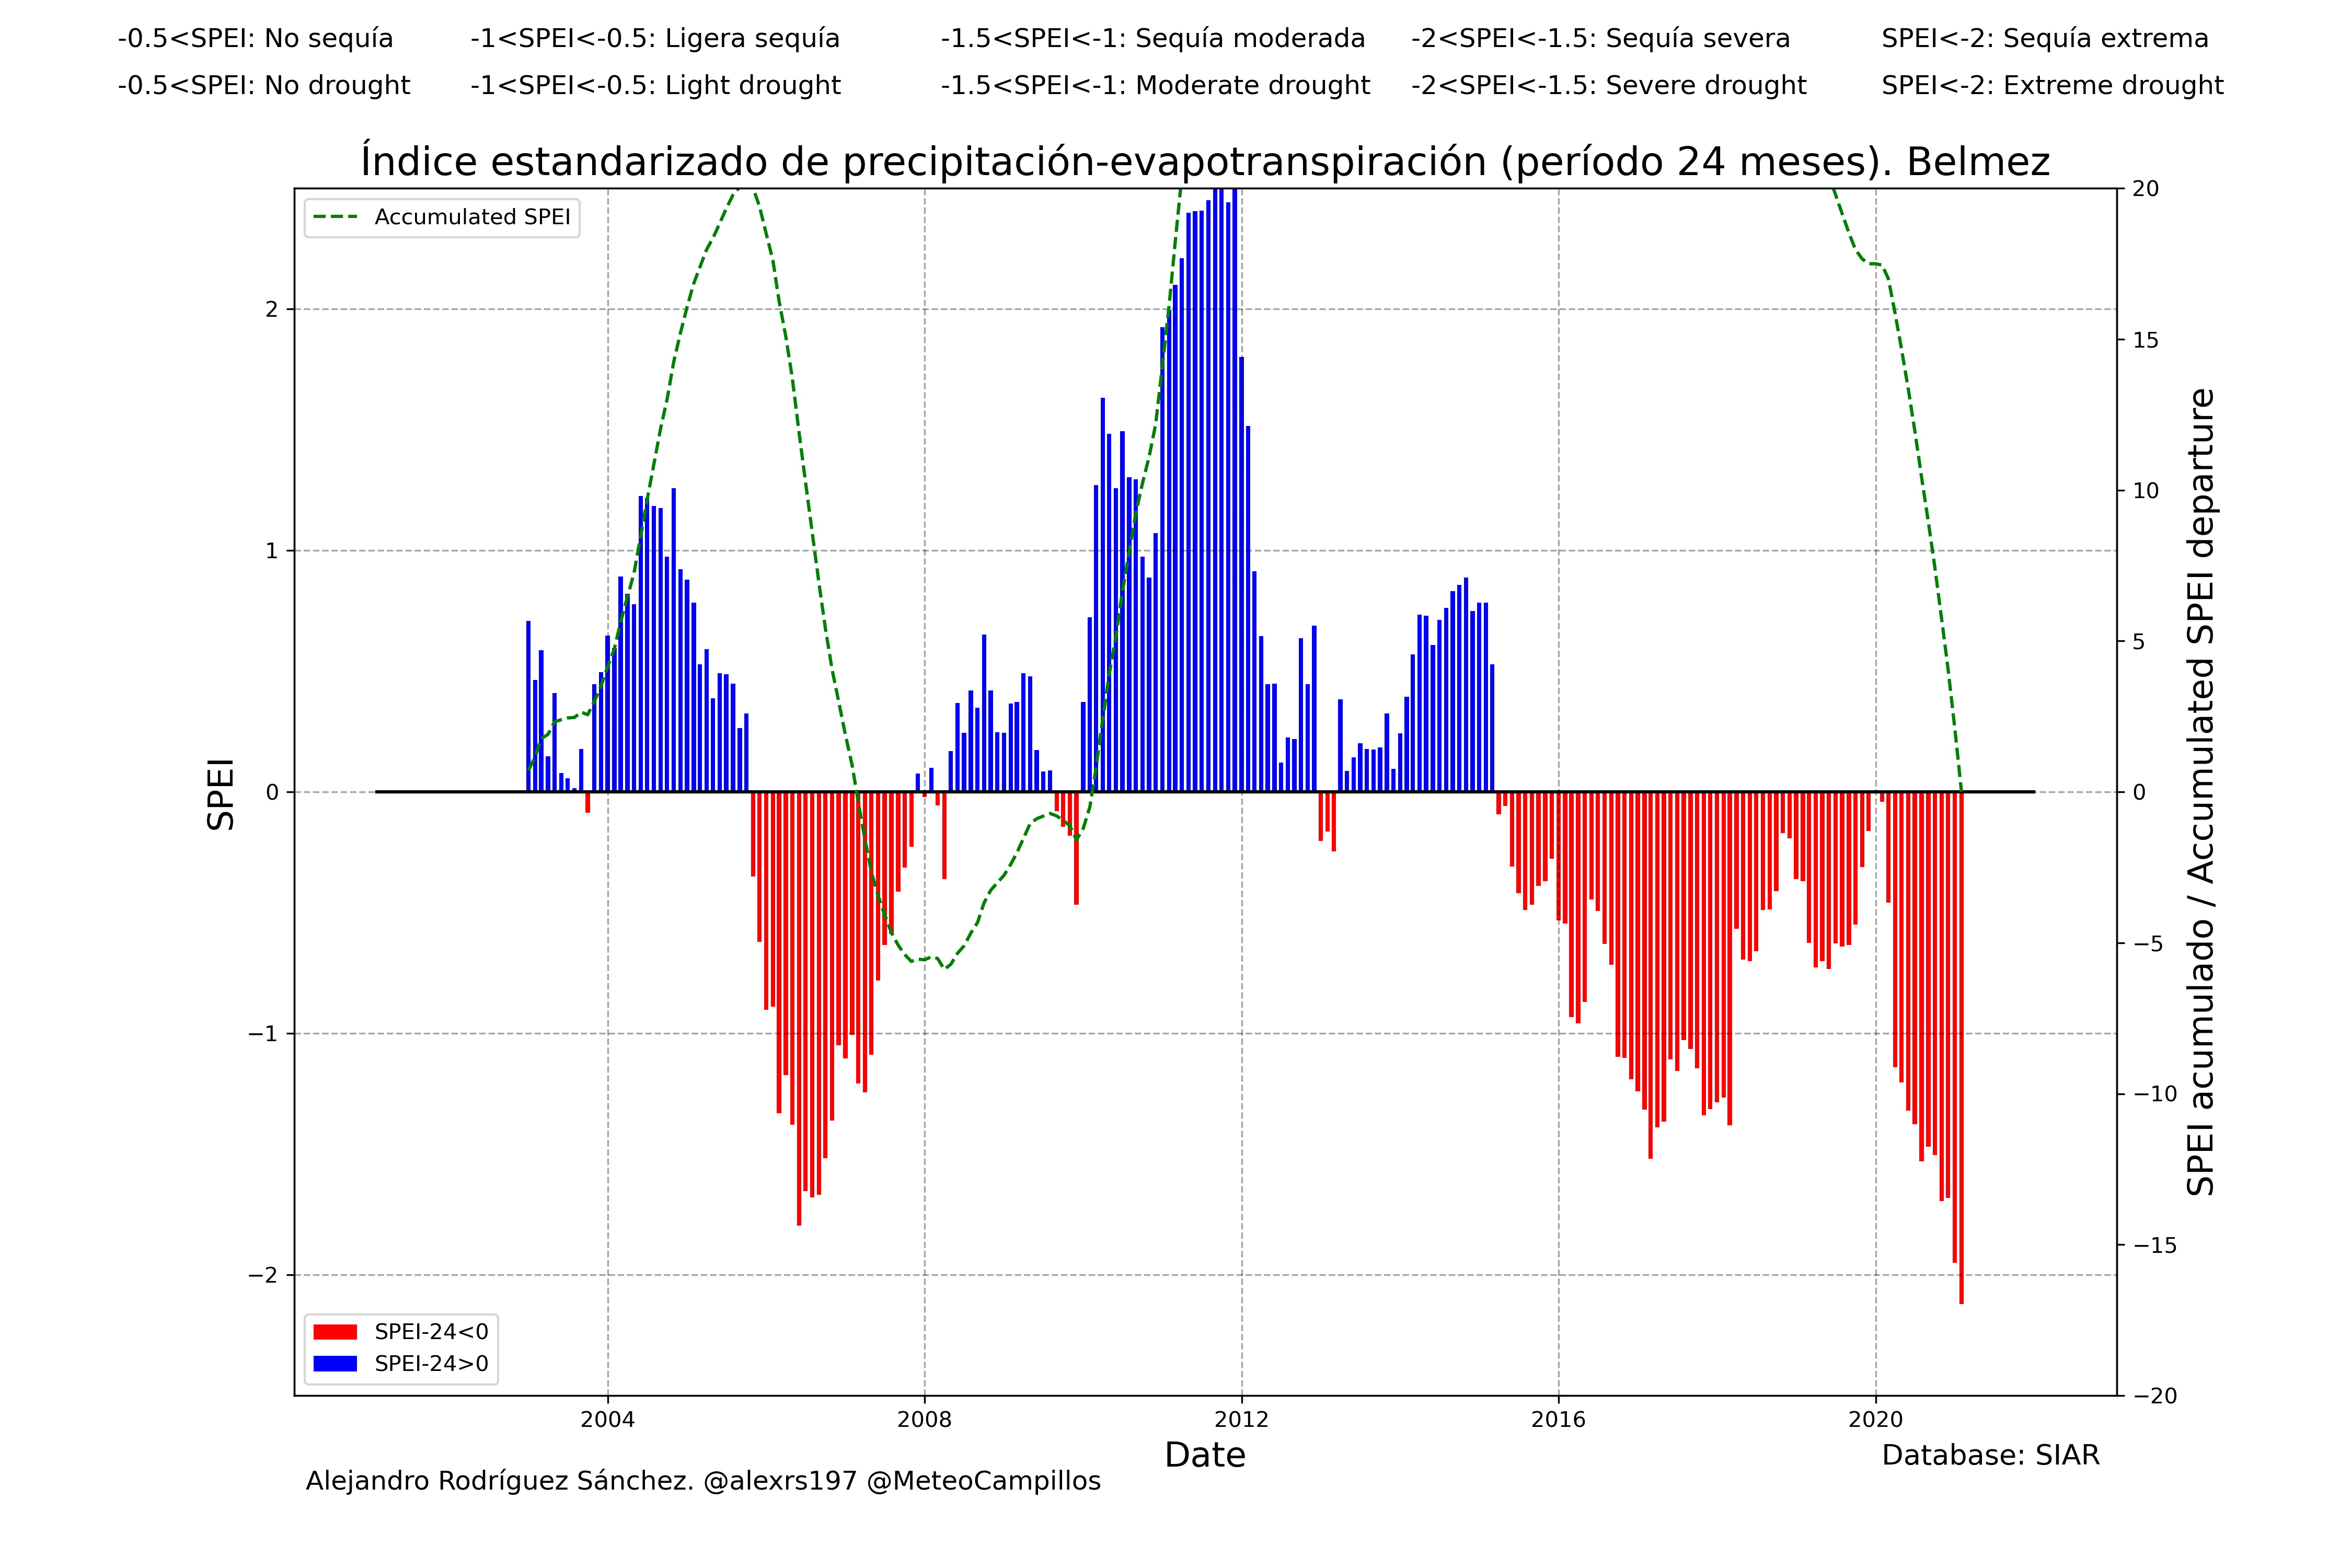 -0.5<SPEI: No sequía -1<SPEI<-0.5: Ligera sequía -1.5<SPEI<-1: Sequía moderada -2<SPEI<-1.5: Sequía severa SPEI<-2: Sequía extrema
-0.5<SPEI: No drought -1<SPEI<-0.5: Light drought -1.5<SPEI<-1: Moderate drought -2<SPEI<-1.5: Severe drought SPEI<-2: Extreme drought
Índice estandarizado de precipitación-evapotranspiración (período 24 meses). Belmez
Accumulated SPEI
SPEI
2
1
0
−1
−2
20
15
10
5
0
−5
−10
−15
−20
SPEI acumulado / Accumulated SPEI departure
SPEI-24<0
SPEI-24>0
2004 2008 2012 2016 2020
Date
Database: SIAR
Alejandro Rodríguez Sánchez. @alexrs197 @MeteoCampillos